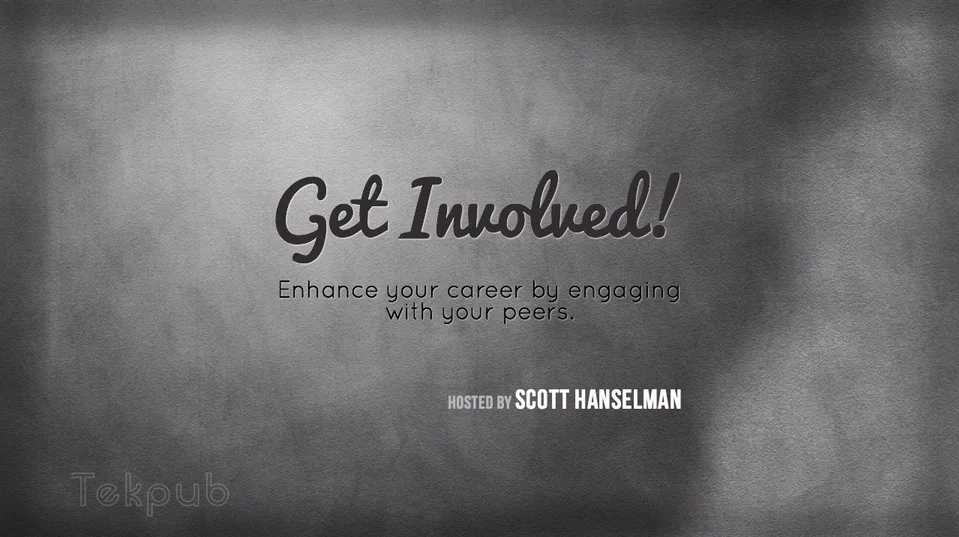 Get Involved!
Enhance your career by engaging
with your peers.
HOSTED BY SCOTT HANSELMAN
Tekpub